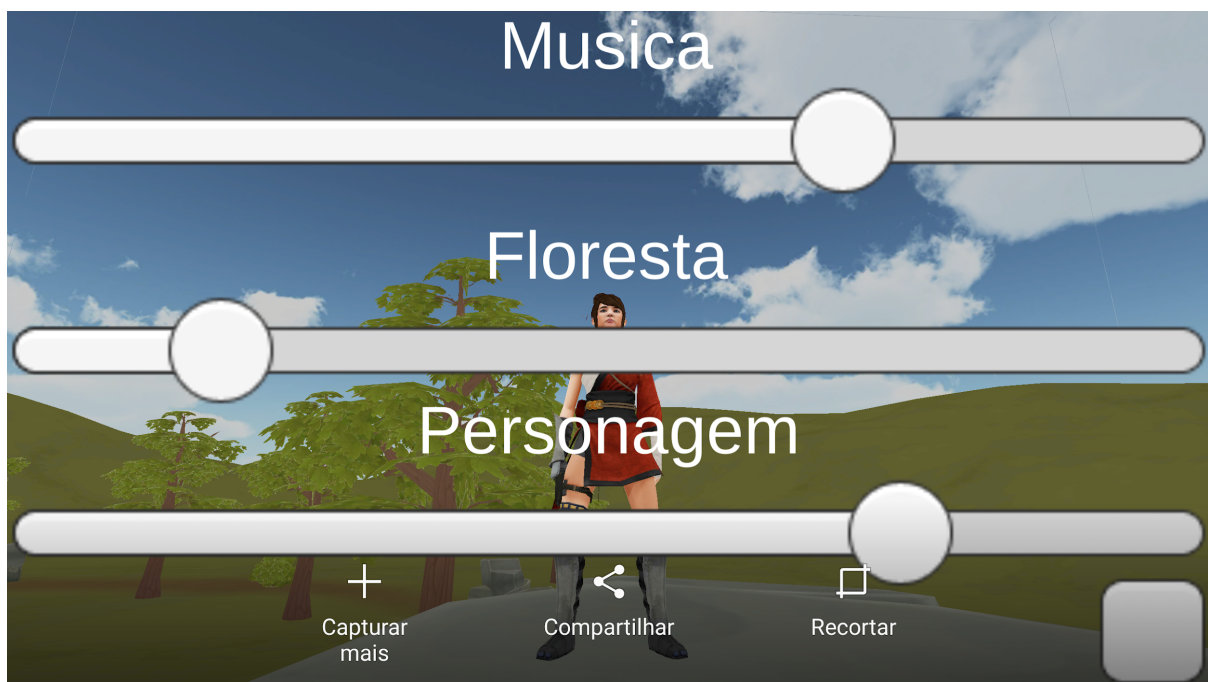 Musica
Floresta
Personagem
Capturar
mais
Compartilhar
Recortar